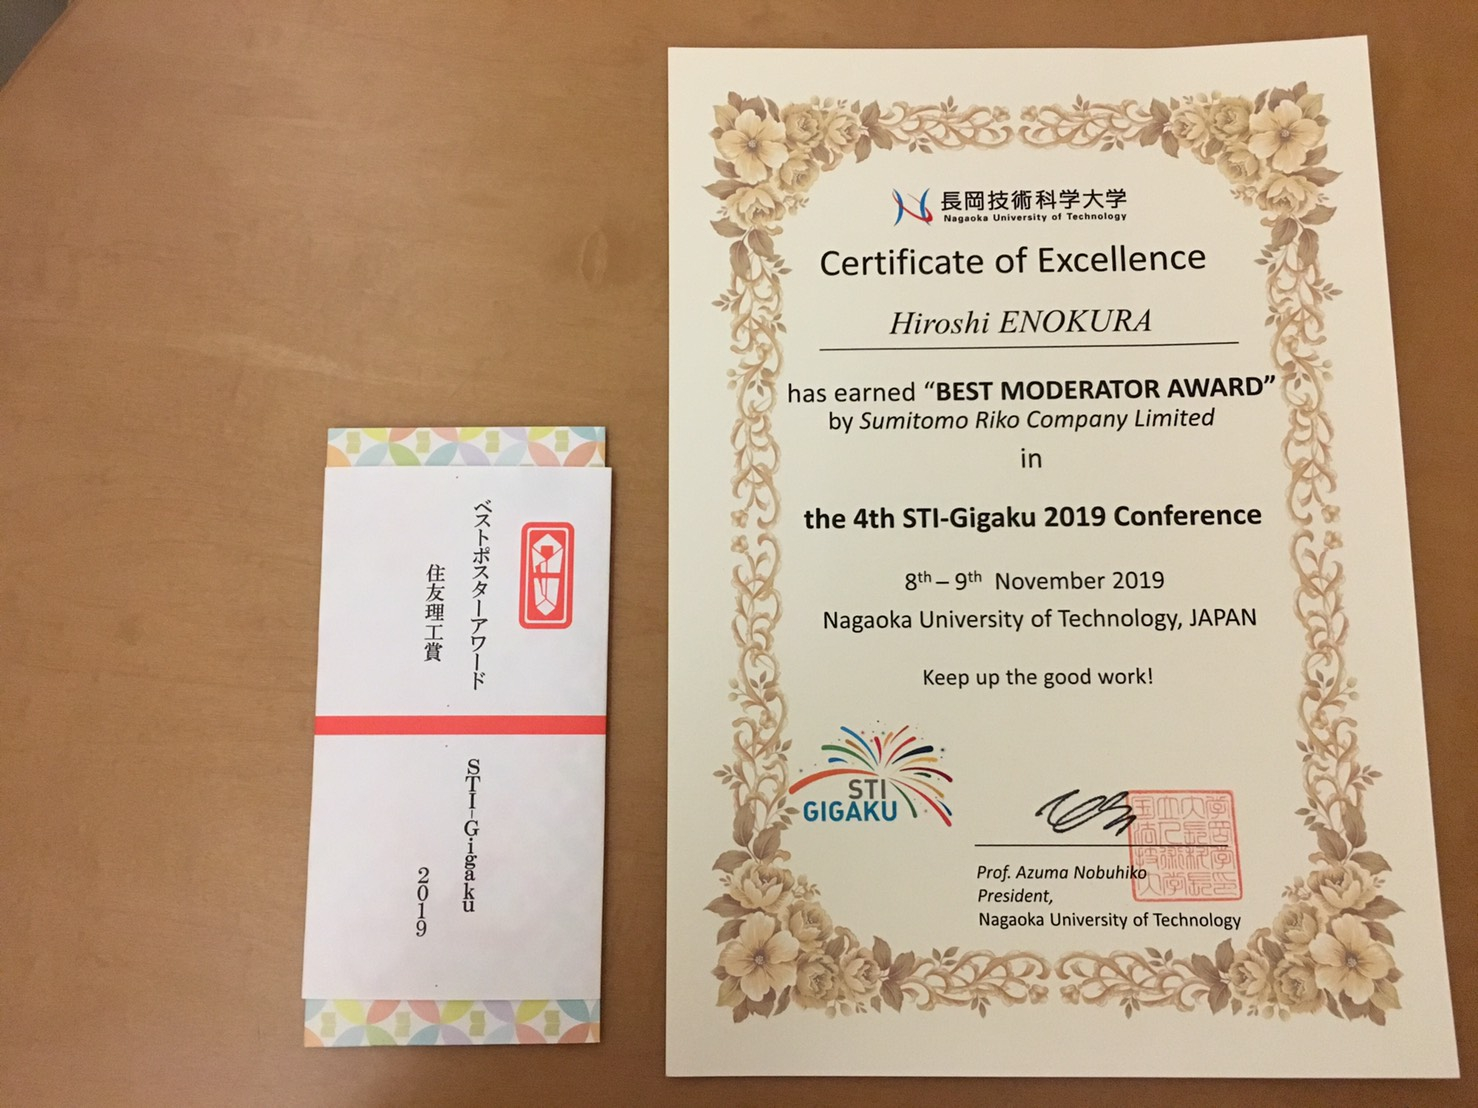 ベストポスターアワード
住友理工賞
STI-Gigaku
2019
長岡技術科学大学
Nagaoka University of Technology
Certificate of Excellence
Hiroshi ENOKURA
has earned “BEST MODERATOR AWARD”
by Sumitomo Riko Company Limited
in
the 4th STI-Gigaku 2019 Conference
8th – 9th November 2019
Nagaoka University of Technology, JAPAN
Keep up the good work!
STI
GIGAKU
Prof. Azuma Nobuhiko
President,
Nagaoka University of Technology